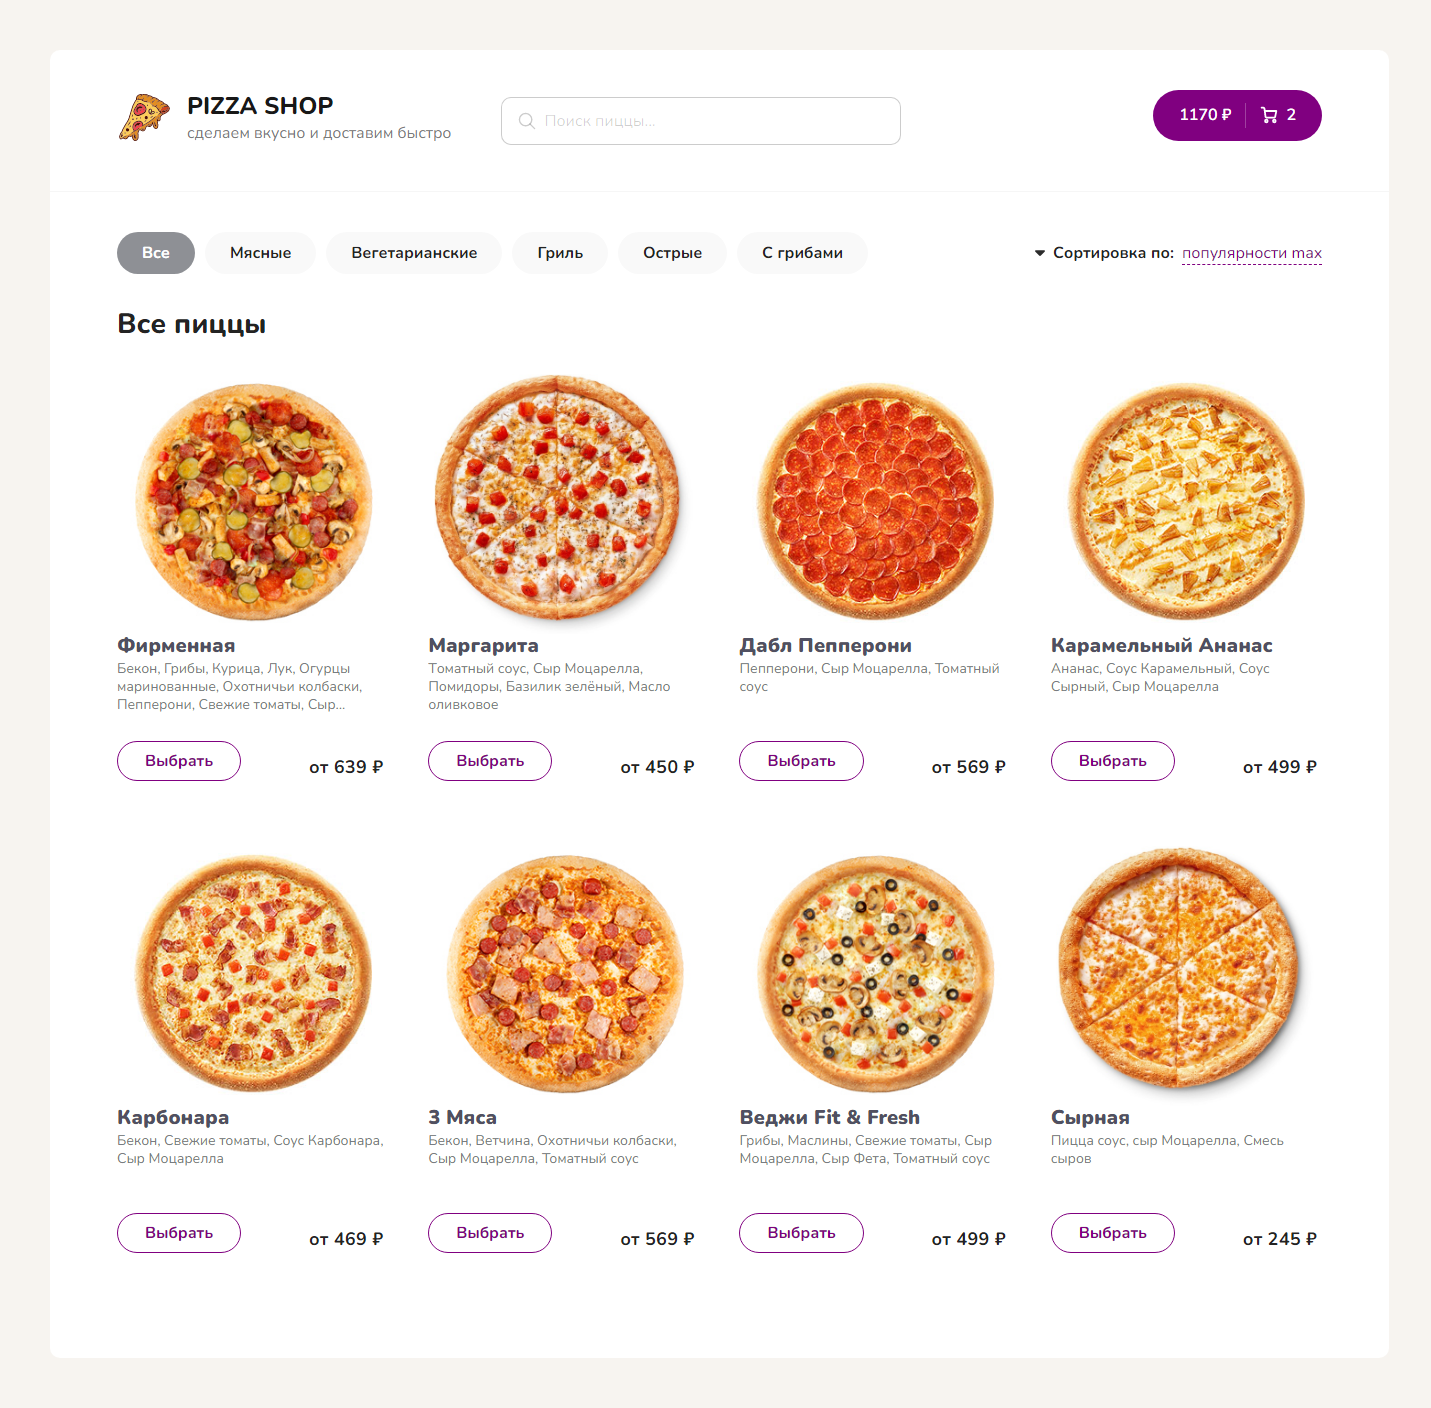 PIZZA SHOP
сделаем вкусно и доставим быстро
Поиск пиццы...
1170 ₽
2
Все
Мясные
Вегетарианские
Гриль
Острые
С грибами
Сортировка по: популярности max
Все пиццы
Фирменная
Бекон, Грибы, Курица, Лук, Огурцы
маринованные, Охотничьи колбаски,
Пепперони, Свежие томаты, Сыр...
Выбрать
от 639 ₽
Маргарита
Томатный соус, Сыр Моцарелла,
Помидоры, Базилик зелёный, Масло
оливковое
Выбрать
от 450 ₽
Дабл Пепперони
Пепперони, Сыр Моцарелла, Томатный
соус
Выбрать
от 569 ₽
Карамельный Ананас
Ананас, Соус Карамельный, Соус
Сырный, Сыр Моцарелла
Выбрать
от 499 ₽
Карбонара
Бекон, Свежие томаты, Соус Карбонара,
Сыр Моцарелла
Выбрать
от 469 ₽
3 Мяса
Бекон, Ветчина, Охотничьи колбаски,
Сыр Моцарелла, Томатный соус
Выбрать
от 569 ₽
Веджи Fit & Fresh
Грибы, Маслины, Свежие томаты, Сыр
Моцарелла, Сыр Фета, Томатный соус
Выбрать
от 499 ₽
Сырная
Пицца соус, сыр Моцарелла, Смесь
сыров
Выбрать
от 245 ₽